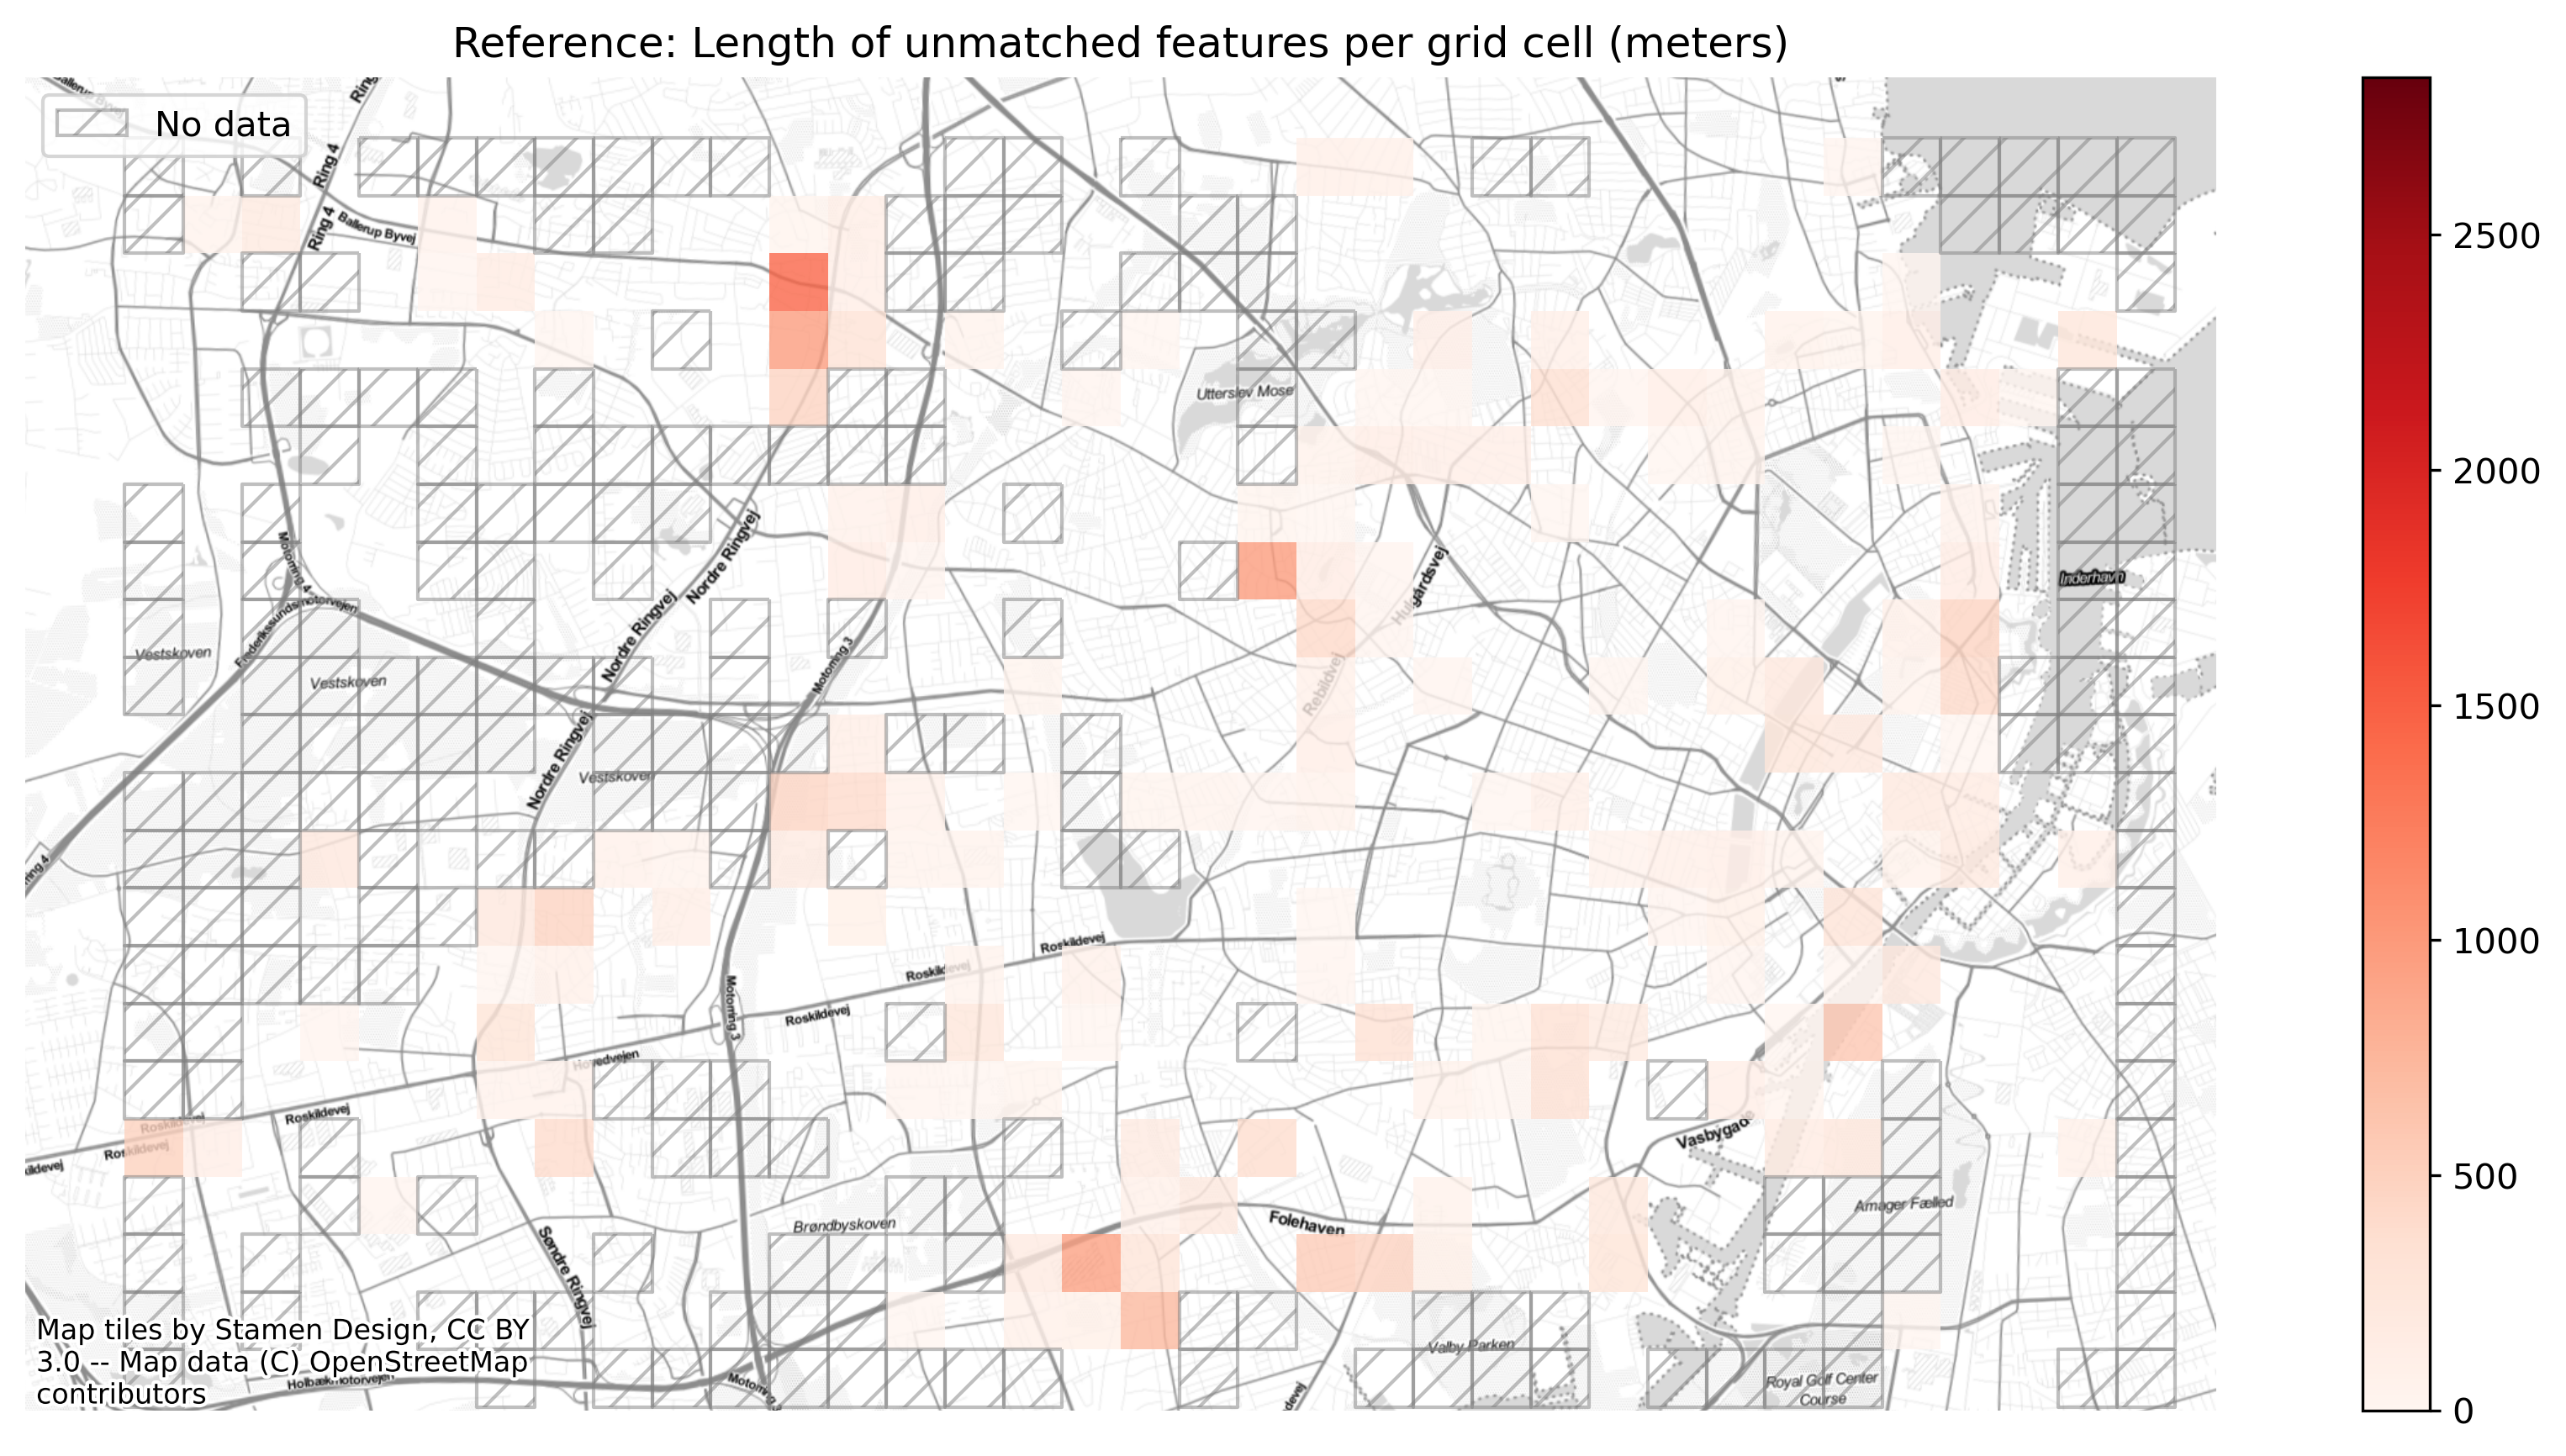 Reference: Length of unmatched features per grid cell (meters)
No data
Ring 4
Ring 4
Ballerup Byvej
Utterslev Mose
Nordre Ringvej
Nordre Ringvej
Nordre Ringvej
Motorring 4
Frederikssundsmotorvejen
Vestskoven
Vestskoven
Vestskoven
Motorring 3
Hulgårdsvej
Rebildvej
Inderhavn
Roskildevej
Roskildevej
Roskildevej
Motorring 3
Hovedvejen
Roskildevej
Roskildevej
Roskildevej
Vasbygade
Amager Fælled
Brøndbyskoven
Folehaven
Søndre Ringvej
Valby Parken
Royal Golf Center
Course
Holbækmotorvejen
Motorring 3
Map tiles by Stamen Design, CC BY
3.0 -- Map data (C) OpenStreetMap
contributors
2500
2000
1500
1000
500
0